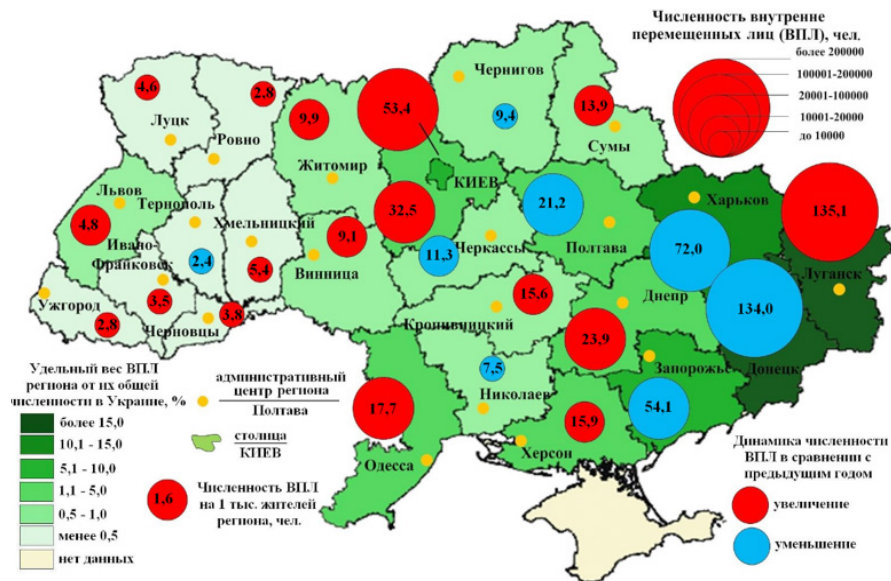 Численность внутренне
перемещенных лиц (ВПЛ), чел.
более 200000
100001-200000
20001-100000
10001-20000
до 10000
4,6
Луцк
2,8
Ровно
9,9
Житомир
53,4
КИЕВ
Чернигов
9,4
13,9
Сумы
Львов
4,8
Тернополь
2,4
Хмельницкий
5,4
Ивано-
Франковск
3,5
Ужгород
2,8
Черновцы
3,8
9,1
Винница
32,5
11,3
Черкассы
21,2
Полтава
Харьков
72,0
135,1
Луганск
134,0
Донецк
Кропивницкий
15,6
Днепр
23,9
Запорожье
54,1
7,5
Николаев
17,7
Одесса
15,9
Херсон
Удельный вес ВПЛ
региона от их общей
численности в Украине, %
более 15,0
10,1 - 15,0
5,1 - 10,0
1,1 - 5,0
0,5 - 1,0
менее 0,5
нет данных
административный
центр региона
Полтава
столица
КИЕВ
1,6
Численность ВПЛ
на 1 тыс. жителей
региона, чел.
Динамика численности
ВПЛ в сравнении с
предыдущим годом
увеличение
уменьшение